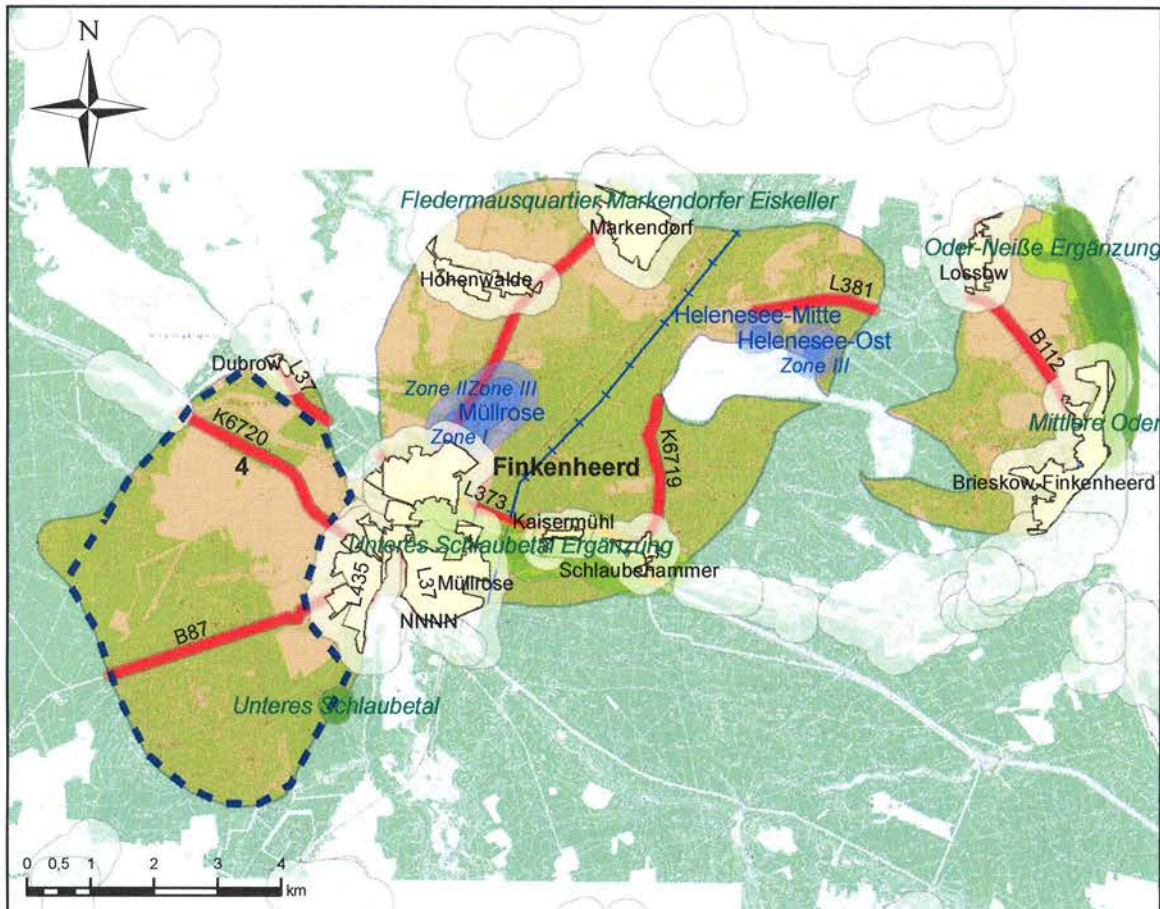 N
Fledermausquartier Markendorfer Eiskeller
Markendorf
Oder-Neiße Ergänzung
Lossow
Hohenwalde
L381
Helenesee-Mitte
Helenesee-Ost
Zone III
B112
Dubrow
L37
Zone II Zone III
Müllrose
Zone I
K6720
4
K6719
Mittlere Oder
Finkenheerd
Brieskow-Finkenheerd
L373
Kaisermühl
Unteres Schlaubetal Ergänzung
Schlaubehammer
L435
L37
Müllrose
NNNN
B87
Unteres Schlaubetal
0 0,5 1 2 3 4
km